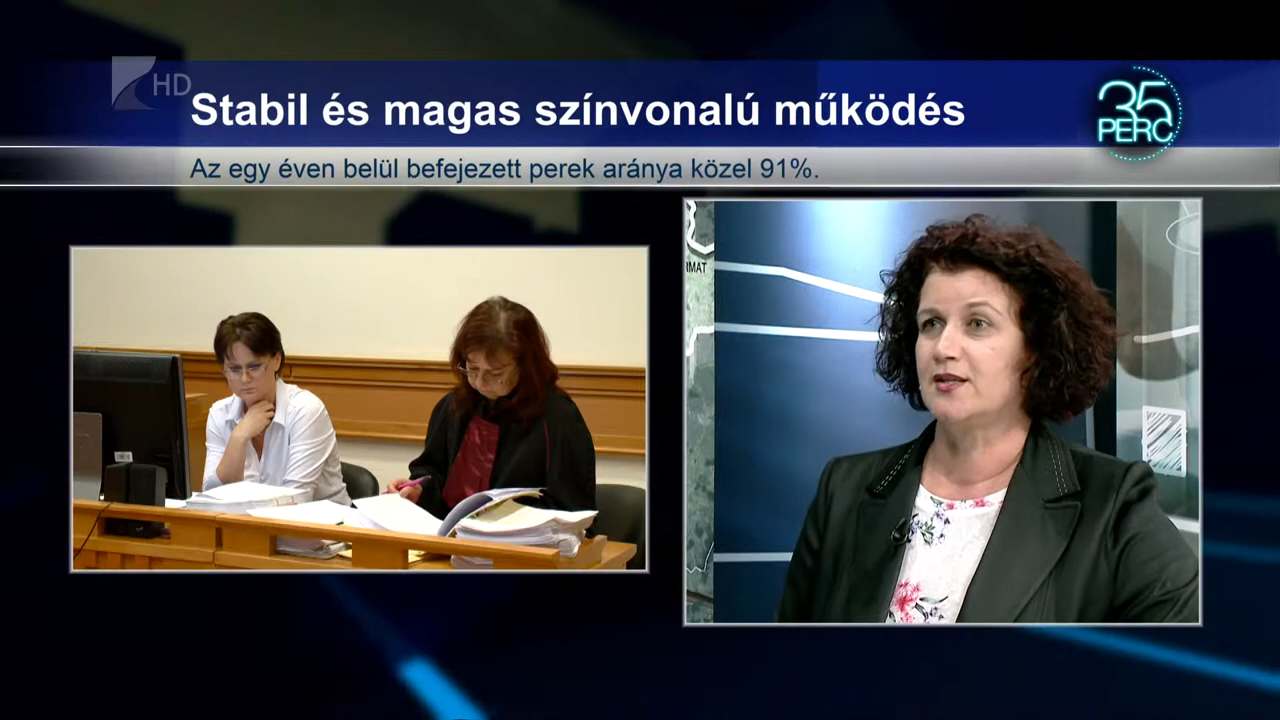 HD
Stabil és magas színvonalú működés
35
PERC
Az egy éven belül befejezett perek aránya közel 91%.
IMAT